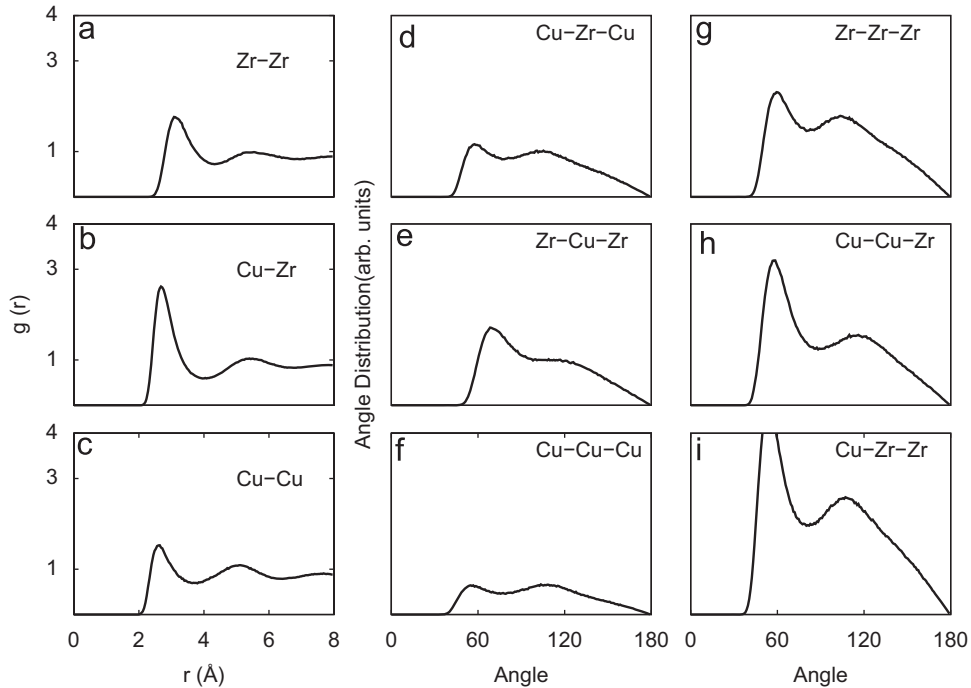 a
Zr−Zr
4
3
1
b
Cu−Zr
4
3
1
c
Cu−Cu
4
3
1
0 2 4 6 8
r (Å)
g (r)
d
Cu−Zr−Cu
e
Zr−Cu−Zr
f
Cu−Cu−Cu
0 60 120 180
Angle
Angle Distribution(arb. units)
g
Zr−Zr−Zr
h
Cu−Cu−Zr
i
Cu−Zr−Zr
0 60 120 180
Angle